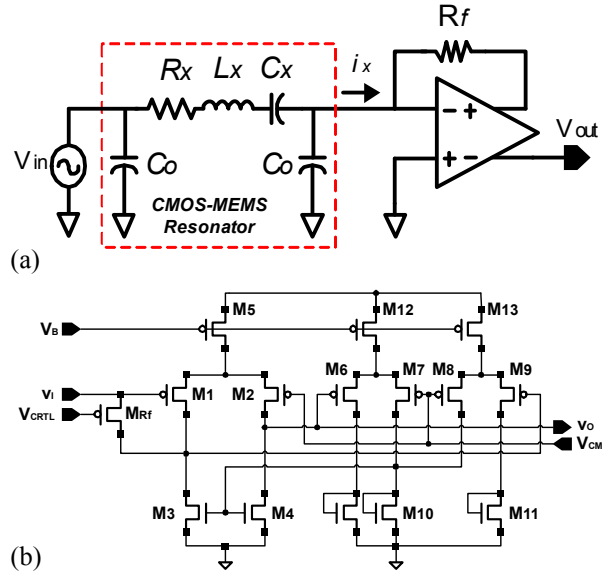 Rf
Rx Lx Cx ix
Vin
Vout
Co Co
CMOS-MEMS
Resonator
(a)
M5 M12 M13
VB
M6 M7 M8 M9
VI M1 M2
VCRTL MRf
VO
VCM
M3 M4 M10 M11
(b)